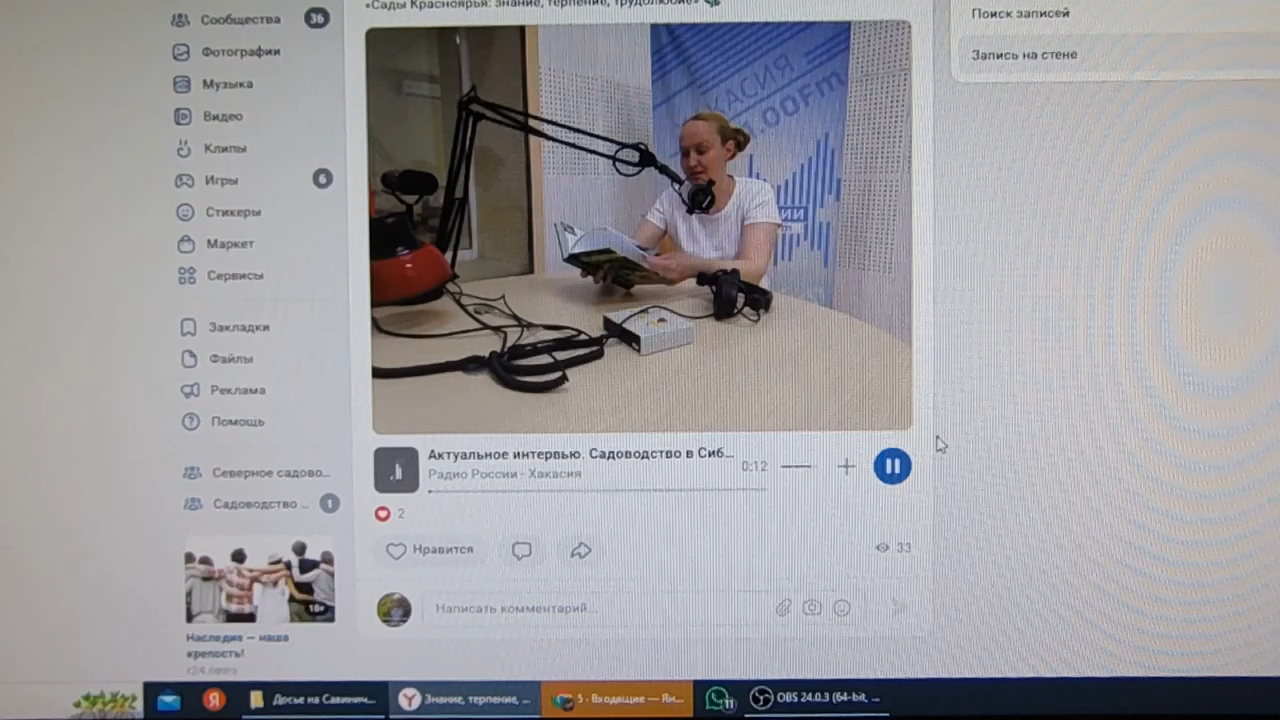 Сообщества 36
Фотографии
Музыка
Видео
Клипы
Игры 6
Стикеры
Маркет
Сервисы
Закладки
Файлы
Реклама
Помощь
Северное садово...
Садоводство ... 1
18+
Наследие — наша
крепость!
r24.news
«Сады Красноярья: знание, терпение, трудолюбие»
Актуальное интервью. Садоводство в Сиб...
Радио России - Хакасия
0:12
2
Нравится
33
Написать комментарий...
Поиск записей
Запись на стене
Я
Досье на Савинич...
Знание, терпение, ...
5 · Входящие — Ян...
11
OBS 24.0.3 (64-bit, ...